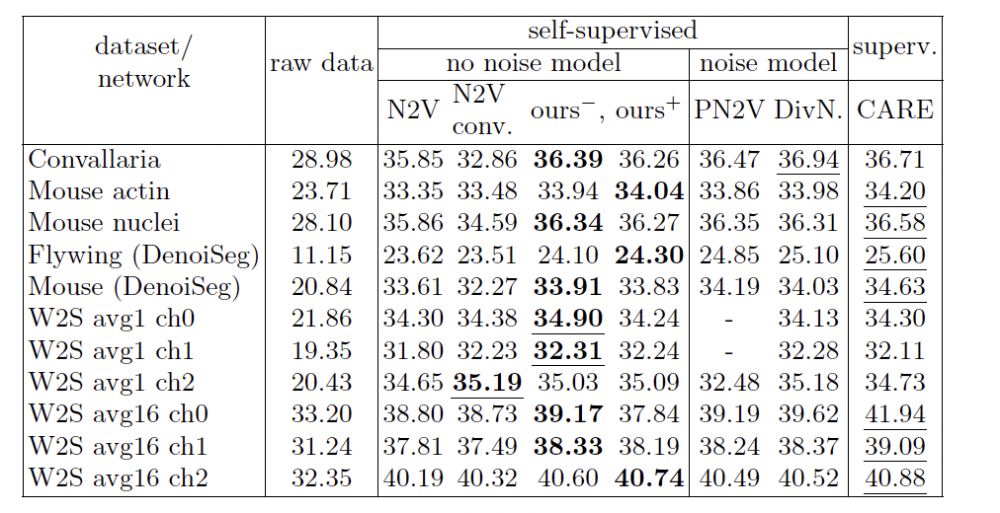 self-supervised
dataset/ network raw data no noise model noise model superv.
N2V N2V conv. ours−, ours+ PN2V DivN. CARE
Convallaria 28.98 35.85 32.86 36.39 36.26 36.47 36.94 36.71
Mouse actin 23.71 33.35 33.48 33.94 34.04 33.86 33.98 34.20
Mouse nuclei 28.10 35.86 34.59 36.34 36.27 36.35 36.31 36.58
Flywing (DenoiSeg) 11.15 23.62 23.51 24.10 24.30 24.85 25.10 25.60
Mouse (DenoiSeg) 20.84 33.61 32.27 33.91 33.83 34.19 34.03 34.63
W2S avg1 ch0 21.86 34.30 34.38 34.90 34.24 - 34.13 34.30
W2S avg1 ch1 19.35 31.80 32.23 32.31 32.24 - 32.28 32.11
W2S avg1 ch2 20.43 34.65 35.19 35.03 35.09 32.48 35.18 34.73
W2S avg16 ch0 33.20 38.80 38.73 39.17 37.84 39.19 39.62 41.94
W2S avg16 ch1 31.24 37.81 37.49 38.33 38.19 38.24 38.37 39.09
W2S avg16 ch2 32.35 40.19 40.32 40.60 40.74 40.49 40.52 40.88